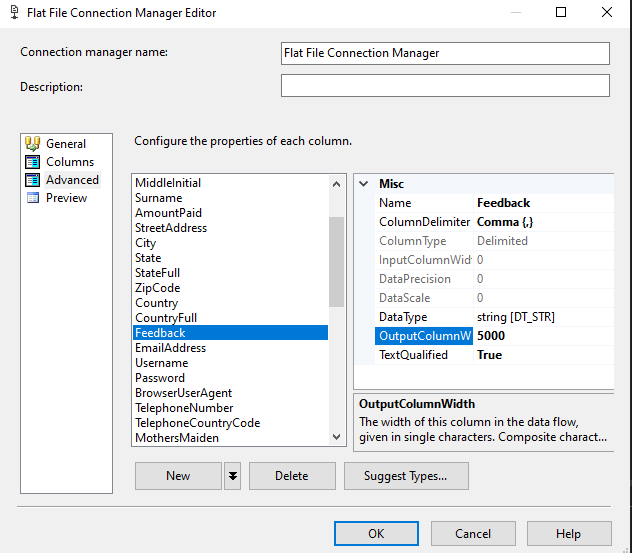 Flat File Connection Manager Editor
Connection manager name:
Flat File Connection Manager
Description:
General
Columns
Advanced
Preview
Configure the properties of each column.
MiddleInitial
Surname
AmountPaid
StreetAddress
City
State
StateFull
ZipCode
Country
CountryFull
Feedback
EmailAddress
Username
Password
BrowserUserAgent
TelephoneNumber
TelephoneCountryCode
MothersMaiden
Misc
Name Feedback
ColumnDelimiter Comma {,}
ColumnType Delimited
InputColumnWidt 0
DataPrecision 0
DataScale 0
DataType string [DT_STR]
OutputColumnW 5000
TextQualified True
OutputColumnWidth
The width of this column in the data flow,
given in single characters. Composite charact...
New
Delete
Suggest Types...
OK
Cancel
Help